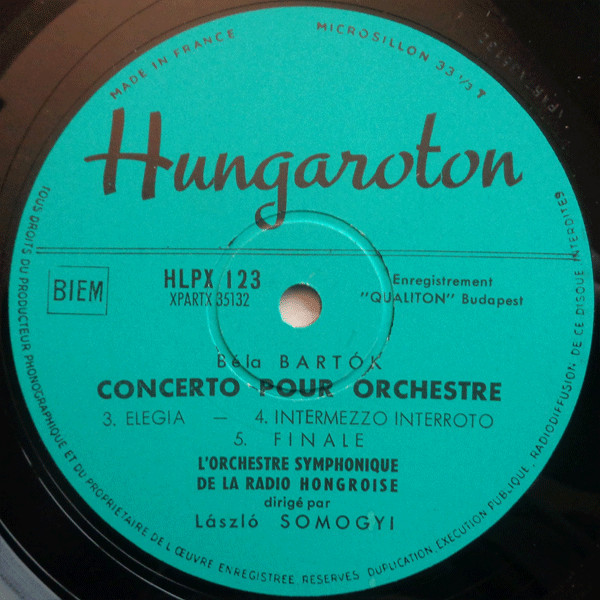 MADE IN FRANCE
MICROSILLON 33 1/3 T
Hungaroton
BIEM
HLPX 123
XPARTX 35132
Enregistrement
"QUALITON" Budapest
Béla BARTÓK
CONCERTO POUR ORCHESTRE
3. ELEGIA — 4. INTERMEZZO INTERROTO
5. FINALE
L'ORCHESTRE SYMPHONIQUE
DE LA RADIO HONGROISE
dirigé par
László SOMOGYI
TOUS DROITS DU PRODUCTEUR PHONOGRAPHIQUE ET DU PROPRIETAIRE DE L'ŒUVRE ENREGISTREE, RESERVES, DUPLICATION, EXECUTION PUBLIQUE, RADIODIFFUSION DE CE DISQUE INTERDITES